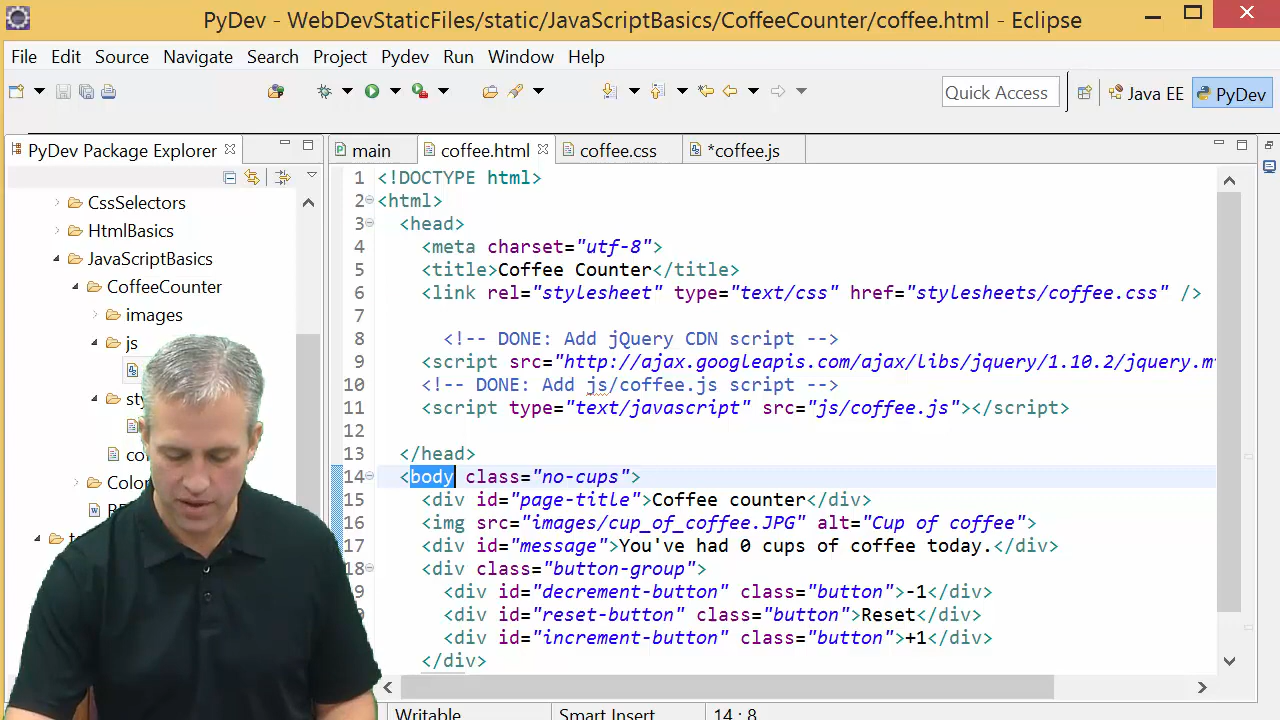 PyDev - WebDevStaticFiles/static/JavaScriptBasics/CoffeeCounter/coffee.html - Eclipse
File Edit Source Navigate Search Project Pydev Run Window Help
Quick Access Java EE PyDev
PyDev Package Explorer
main coffee.html coffee.css *coffee.js
CssSelectors
HtmlBasics
JavaScriptBasics
CoffeeCounter
images
js
1 <!DOCTYPE html>
2 <html>
3 <head>
4 <meta charset="utf-8">
5 <title>Coffee Counter</title>
6 <link rel="stylesheet" type="text/css" href="stylesheets/coffee.css" />
7
8 <!-- DONE: Add jQuery CDN script -->
9 <script src="http://ajax.googleapis.com/ajax/libs/jquery/1.10.2/jquery.m
10 <!-- DONE: Add js/coffee.js script -->
11 <script type="text/javascript" src="js/coffee.js"></script>
12
13 </head>
14 <body class="no-cups">
15 <div id="page-title">Coffee counter</div>
16 <img src="images/cup_of_coffee.JPG" alt="Cup of coffee">
17 <div id="message">You've had 0 cups of coffee today.</div>
18 <div class="button-group">
<div id="decrement-button" class="button">-1</div>
<div id="reset-button" class="button">Reset</div>
<div id="increment-button" class="button">+1</div>
</div>
Writable Smart Insert 14 : 8